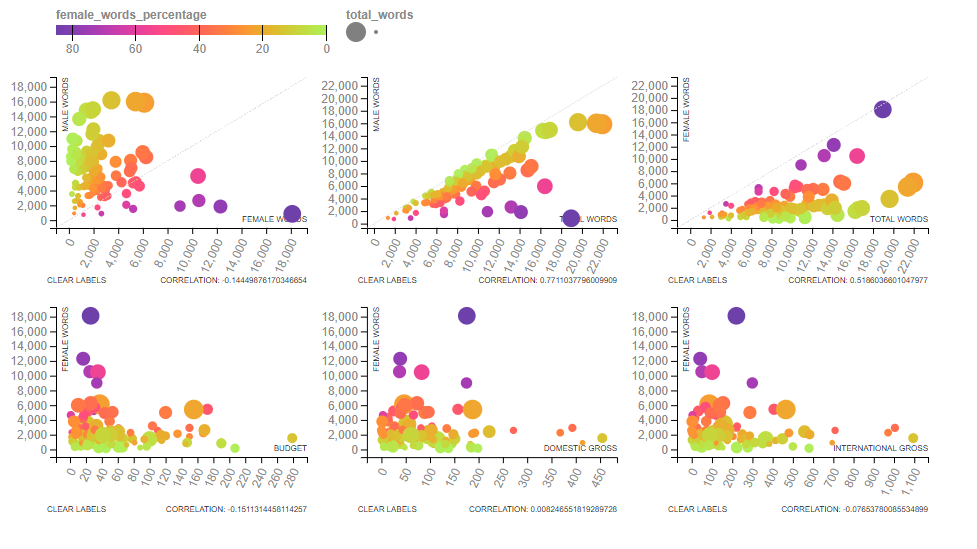 female_words_percentage
80 60 40 20 0
total_words
18,000
16,000
14,000
12,000
10,000
8,000
6,000
4,000
2,000
0
MALE WORDS
FEMALE WORDS
0 2,000 4,000 6,000 8,000 10,000 12,000 14,000 16,000 18,000
CLEAR LABELS CORRELATION: -0.14449876170346654
22,000
20,000
18,000
16,000
14,000
12,000
10,000
8,000
6,000
4,000
2,000
0
MALE WORDS
WORDS
0 2,000 4,000 6,000 8,000 10,000 12,000 14,000 16,000 18,000 20,000 22,000
CLEAR LABELS CORRELATION: 0.7711037796009909
22,000
20,000
18,000
16,000
14,000
12,000
10,000
8,000
6,000
4,000
2,000
0
FEMALE WORDS
TOTAL WORDS
0 2,000 4,000 6,000 8,000 10,000 12,000 14,000 16,000 18,000 20,000 22,000
CLEAR LABELS CORRELATION: 0.5186036601047977
18,000
16,000
14,000
12,000
10,000
8,000
6,000
4,000
2,000
0
FEMALE WORDS
BUDGET
0 20 40 60 80 100 120 140 160 180 200 220 240 260 280
CLEAR LABELS CORRELATION: -0.1511314458114257
18,000
16,000
14,000
12,000
10,000
8,000
6,000
4,000
2,000
0
FEMALE WORDS
DOMESTIC GROSS
0 50 100 150 200 250 300 350 400 450
CLEAR LABELS CORRELATION: 0.008246551819289728
18,000
16,000
14,000
12,000
10,000
8,000
6,000
4,000
2,000
0
FEMALE WORDS
INTERNATIONAL GROSS
0 100 200 300 400 500 600 700 800 900 1,000 1,100
CLEAR LABELS CORRELATION: -0.07653780085534899